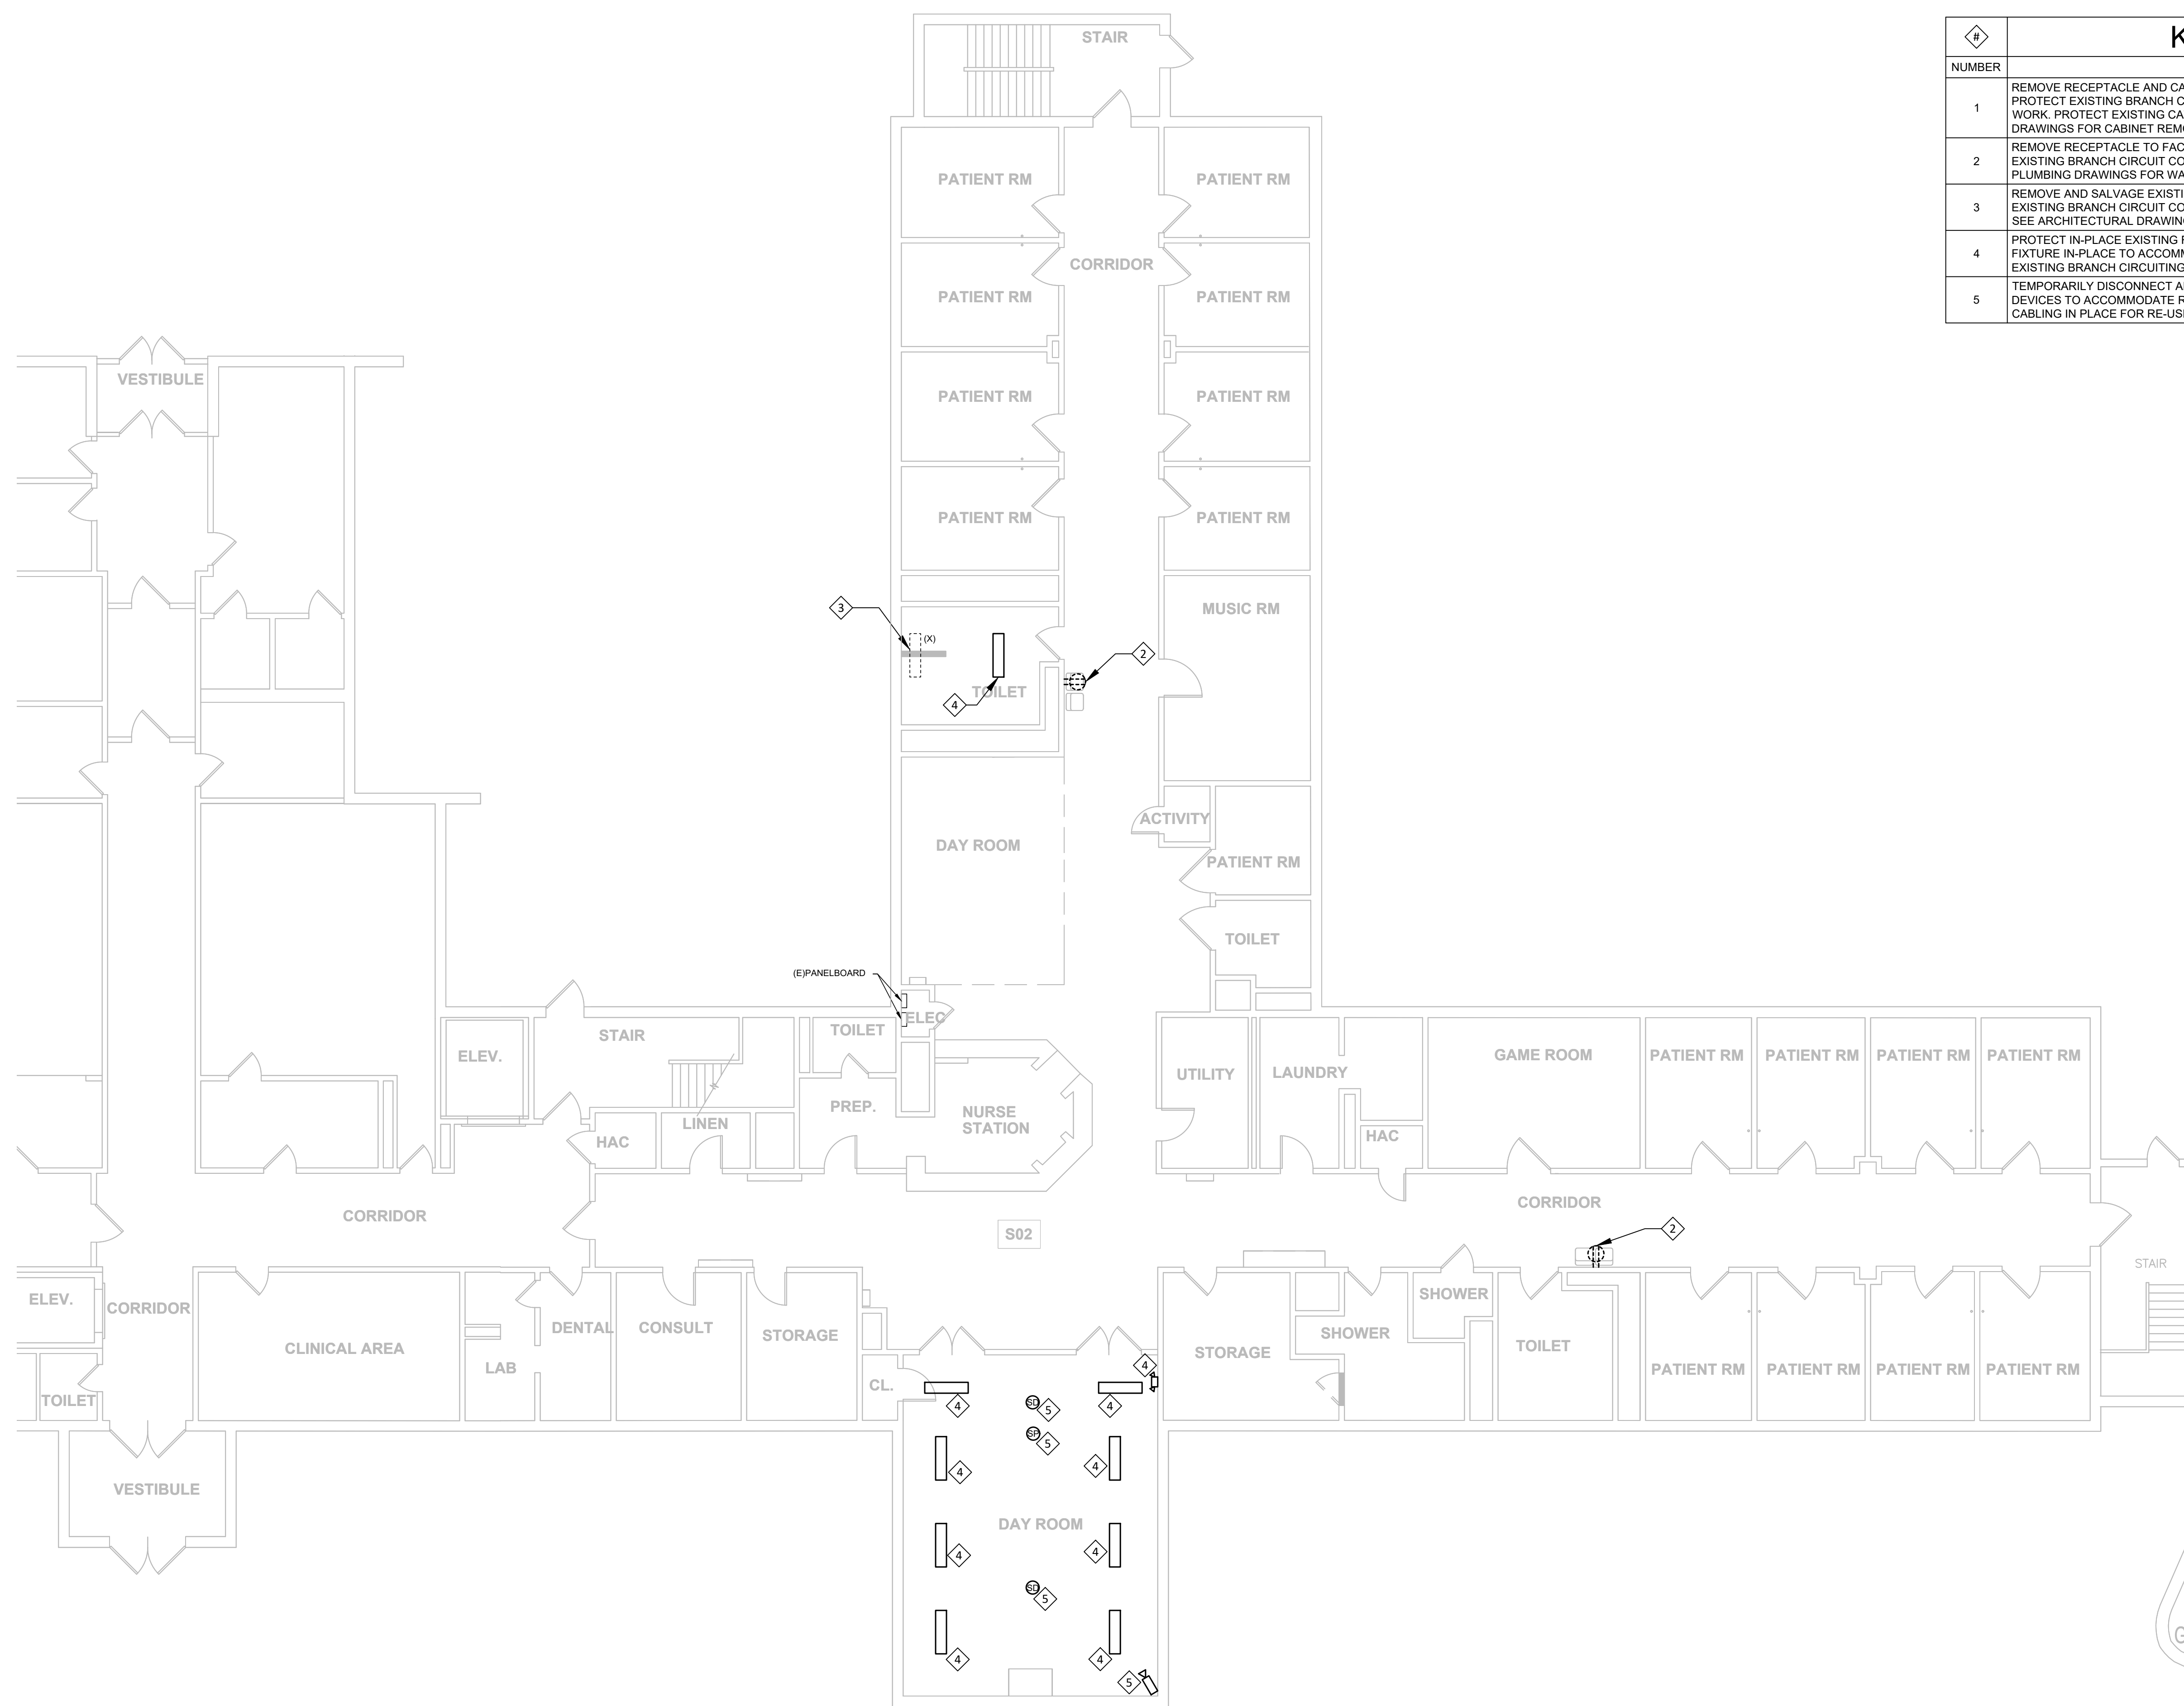 #
K
NUMBER
1
REMOVE RECEPTACLE AND CA
PROTECT EXISTING BRANCH C
WORK. PROTECT EXISTING CA
DRAWINGS FOR CABINET REM
2
REMOVE RECEPTACLE TO FAC
EXISTING BRANCH CIRCUIT CO
PLUMBING DRAWINGS FOR WA
3
REMOVE AND SALVAGE EXISTI
EXISTING BRANCH CIRCUIT CO
SEE ARCHITECTURAL DRAWIN
4
PROTECT IN-PLACE EXISTING
FIXTURE IN-PLACE TO ACCOM
EXISTING BRANCH CIRCUITING
5
TEMPORARILY DISCONNECT A
DEVICES TO ACCOMMODATE R
CABLING IN PLACE FOR RE-US
STAIR
PATIENT RM
PATIENT RM
CORRIDOR
PATIENT RM
PATIENT RM
VESTIBULE
PATIENT RM
PATIENT RM
PATIENT RM
PATIENT RM
3
(X)
MUSIC RM
2
TOILET
4
ACTIVITY
DAY ROOM
PATIENT RM
TOILET
(E)PANELBOARD
ELEC
STAIR
TOILET
ELEV.
GAME ROOM
PATIENT RM
PATIENT RM
PATIENT RM
PATIENT RM
UTILITY
LAUNDRY
PREP.
NURSE
STATION
LINEN
HAC
HAC
CORRIDOR
CORRIDOR
S02
2
STAIR
ELEV.
CORRIDOR
SHOWER
CLINICAL AREA
LAB
DENTAL
CONSULT
STORAGE
SHOWER
TOILET
STORAGE
CL.
4
PATIENT RM
PATIENT RM
PATIENT RM
PATIENT RM
TOILET
4
SD
5
4
SP
5
4
4
VESTIBULE
DAY ROOM
4
4
SD
5
4
4
5
G